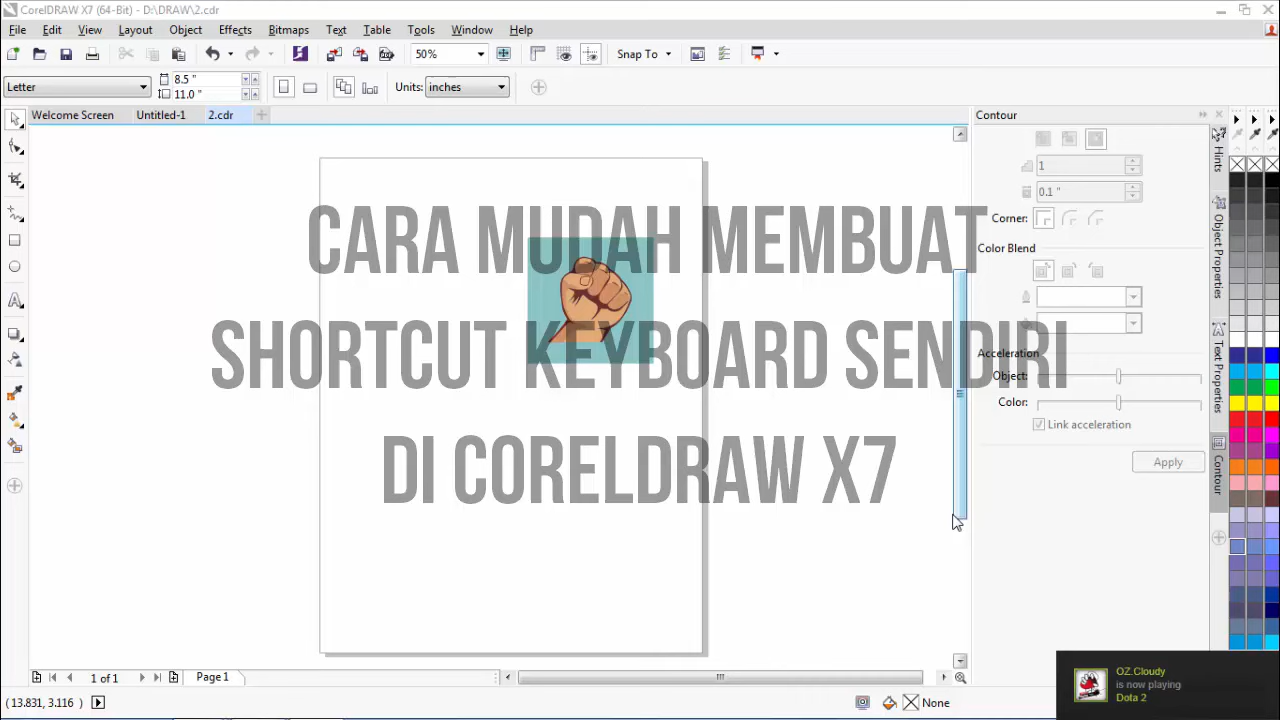 CorelDRAW X7 (64-Bit) - D:\DRAW\2.cdr
File Edit View Layout Object Effects Bitmaps Text Table Tools Window Help
50% Snap To
Letter 8.5 " 11.0 " Units: inches
Welcome Screen Untitled-1 2.cdr
Contour
Hints
1
0.1 "
Corner:
Object Properties
Color Blend
Text Properties
Acceleration
Object:
Color:
Link acceleration
Contour
Apply
CARA MUDAH MEMBUAT
SHORTCUT KEYBOARD SENDIRI
DI CORELDRAW X7
1 of 1 Page 1
OZ.Cloudy
is now playing
Dota 2
(13.831, 3.116) None